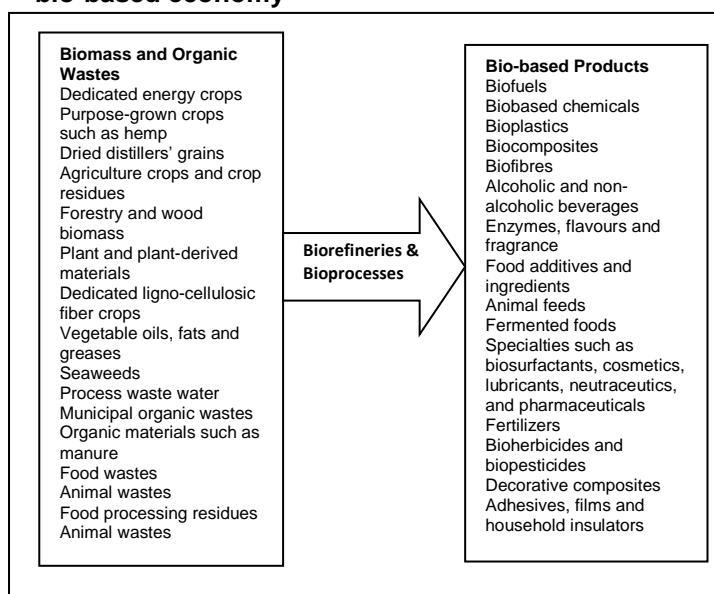 bio-based economy
Biomass and Organic
Wastes
Dedicated energy crops
Purpose-grown crops
such as hemp
Dried distillers' grains
Agriculture crops and crop
residues
Forestry and wood
biomass
Plant and plant-derived
materials
Dedicated ligno-cellulosic
fiber crops
Vegetable oils, fats and
greases
Seaweeds
Process waste water
Municipal organic wastes
Organic materials such as
manure
Food wastes
Animal wastes
Food processing residues
Animal wastes
Biorefineries &
Bioprocesses
Bio-based Products
Biofuels
Biobased chemicals
Bioplastics
Biocomposites
Biofibres
Alcoholic and non-
alcoholic beverages
Enzymes, flavours and
fragrance
Food additives and
ingredients
Animal feeds
Fermented foods
Specialties such as
biosurfactants, cosmetics,
lubricants, neutraceutics,
and pharmaceuticals
Fertilizers
Bioherbicides and
biopesticides
Decorative composites
Adhesives, films and
household insulators